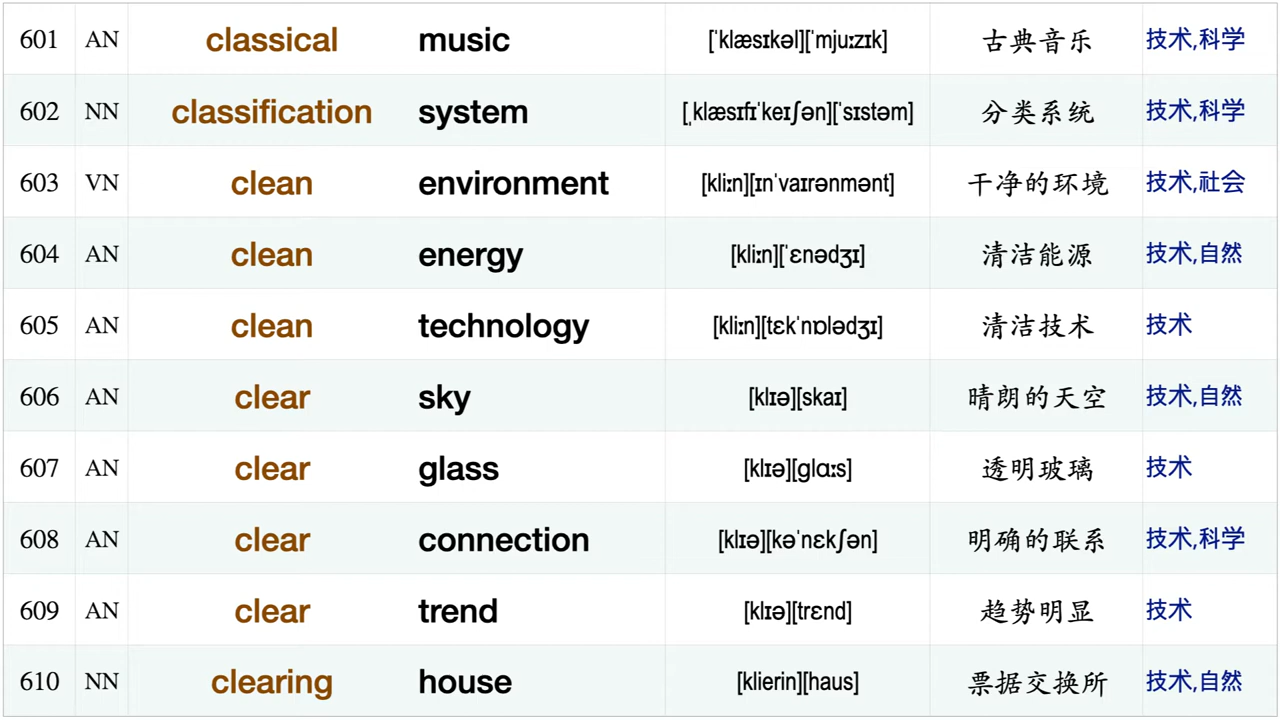 601 AN classical music [ˈklæsɪkəl][ˈmjuːzɪk] 古典音乐 技术,科学
602 NN classification system [ˌklæsɪfɪˈkeɪʃən][ˈsɪstəm] 分类系统 技术,科学
603 VN clean environment [kliːn][ɪnˈvaɪrənmənt] 干净的环境 技术,社会
604 AN clean energy [kliːn][ˈɛnədʒɪ] 清洁能源 技术,自然
605 AN clean technology [kliːn][tɛkˈnɒlədʒɪ] 清洁技术 技术
606 AN clear sky [klɪə][skaɪ] 晴朗的天空 技术,自然
607 AN clear glass [klɪə][ɡlɑːs] 透明玻璃 技术
608 AN clear connection [klɪə][kəˈnɛkʃən] 明确的联系 技术,科学
609 AN clear trend [klɪə][trɛnd] 趋势明显 技术
610 NN clearing house [klierin][haus] 票据交换所 技术,自然